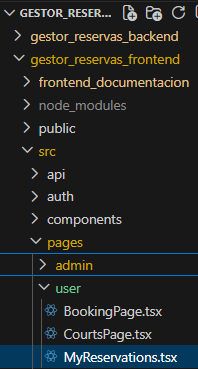 GESTOR_RESER...
gestor_reservas_backend
gestor_reservas_frontend
frontend_documentacion
node_modules
public
src
api
auth
components
pages
admin
user
BookingPage.tsx
CourtsPage.tsx
MyReservations.tsx